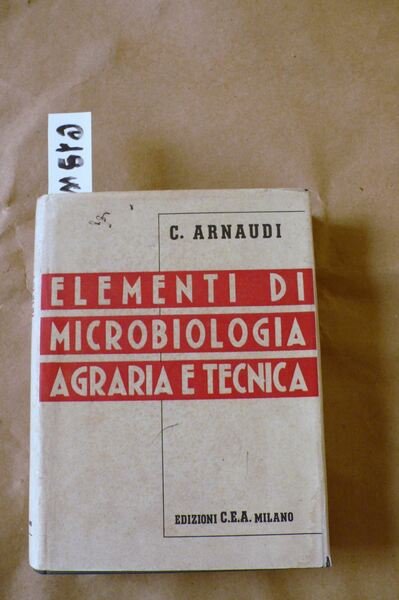 C. ARNAUDI
ELEMENTI DI
MICROBIOLOGIA
AGRARIA E TECNICA
EDIZIONI C.E.A. MILANO